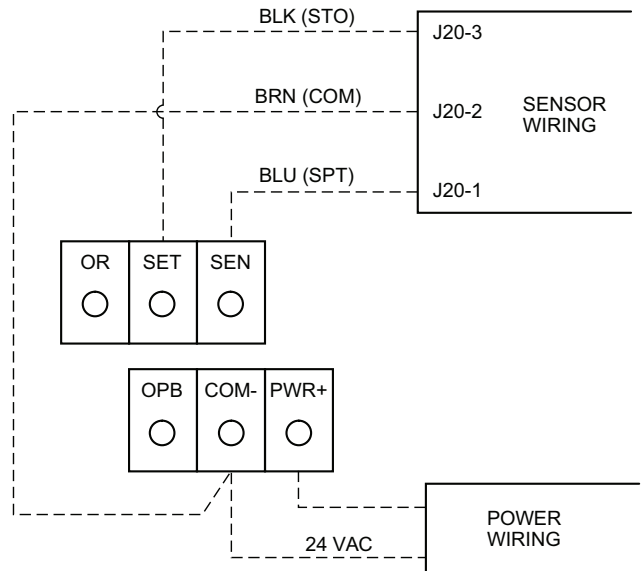 BLK (STO)
J20-3
BRN (COM)
J20-2
SENSOR
WIRING
BLU (SPT)
J20-1
OR
SET
SEN
OPB
COM-
PWR+
24 VAC
POWER
WIRING